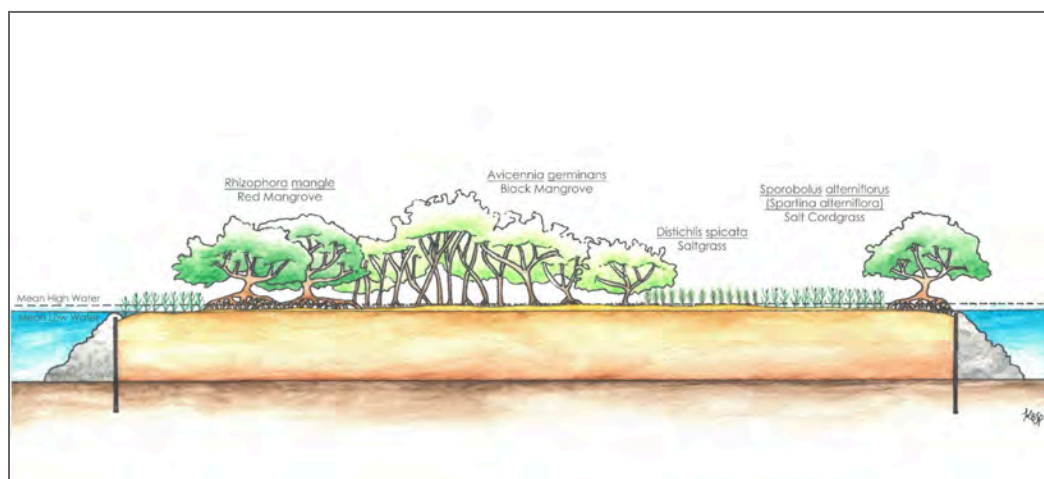 Rhizophora mangle
Red Mangrove
Avicennia germinans
Black Mangrove
Distichlis spicata
Saltgrass
Sporobolus alterniflorus
(Spartina alterniflora)
Salt Cordgrass
Mean High Water
Mean Low Water